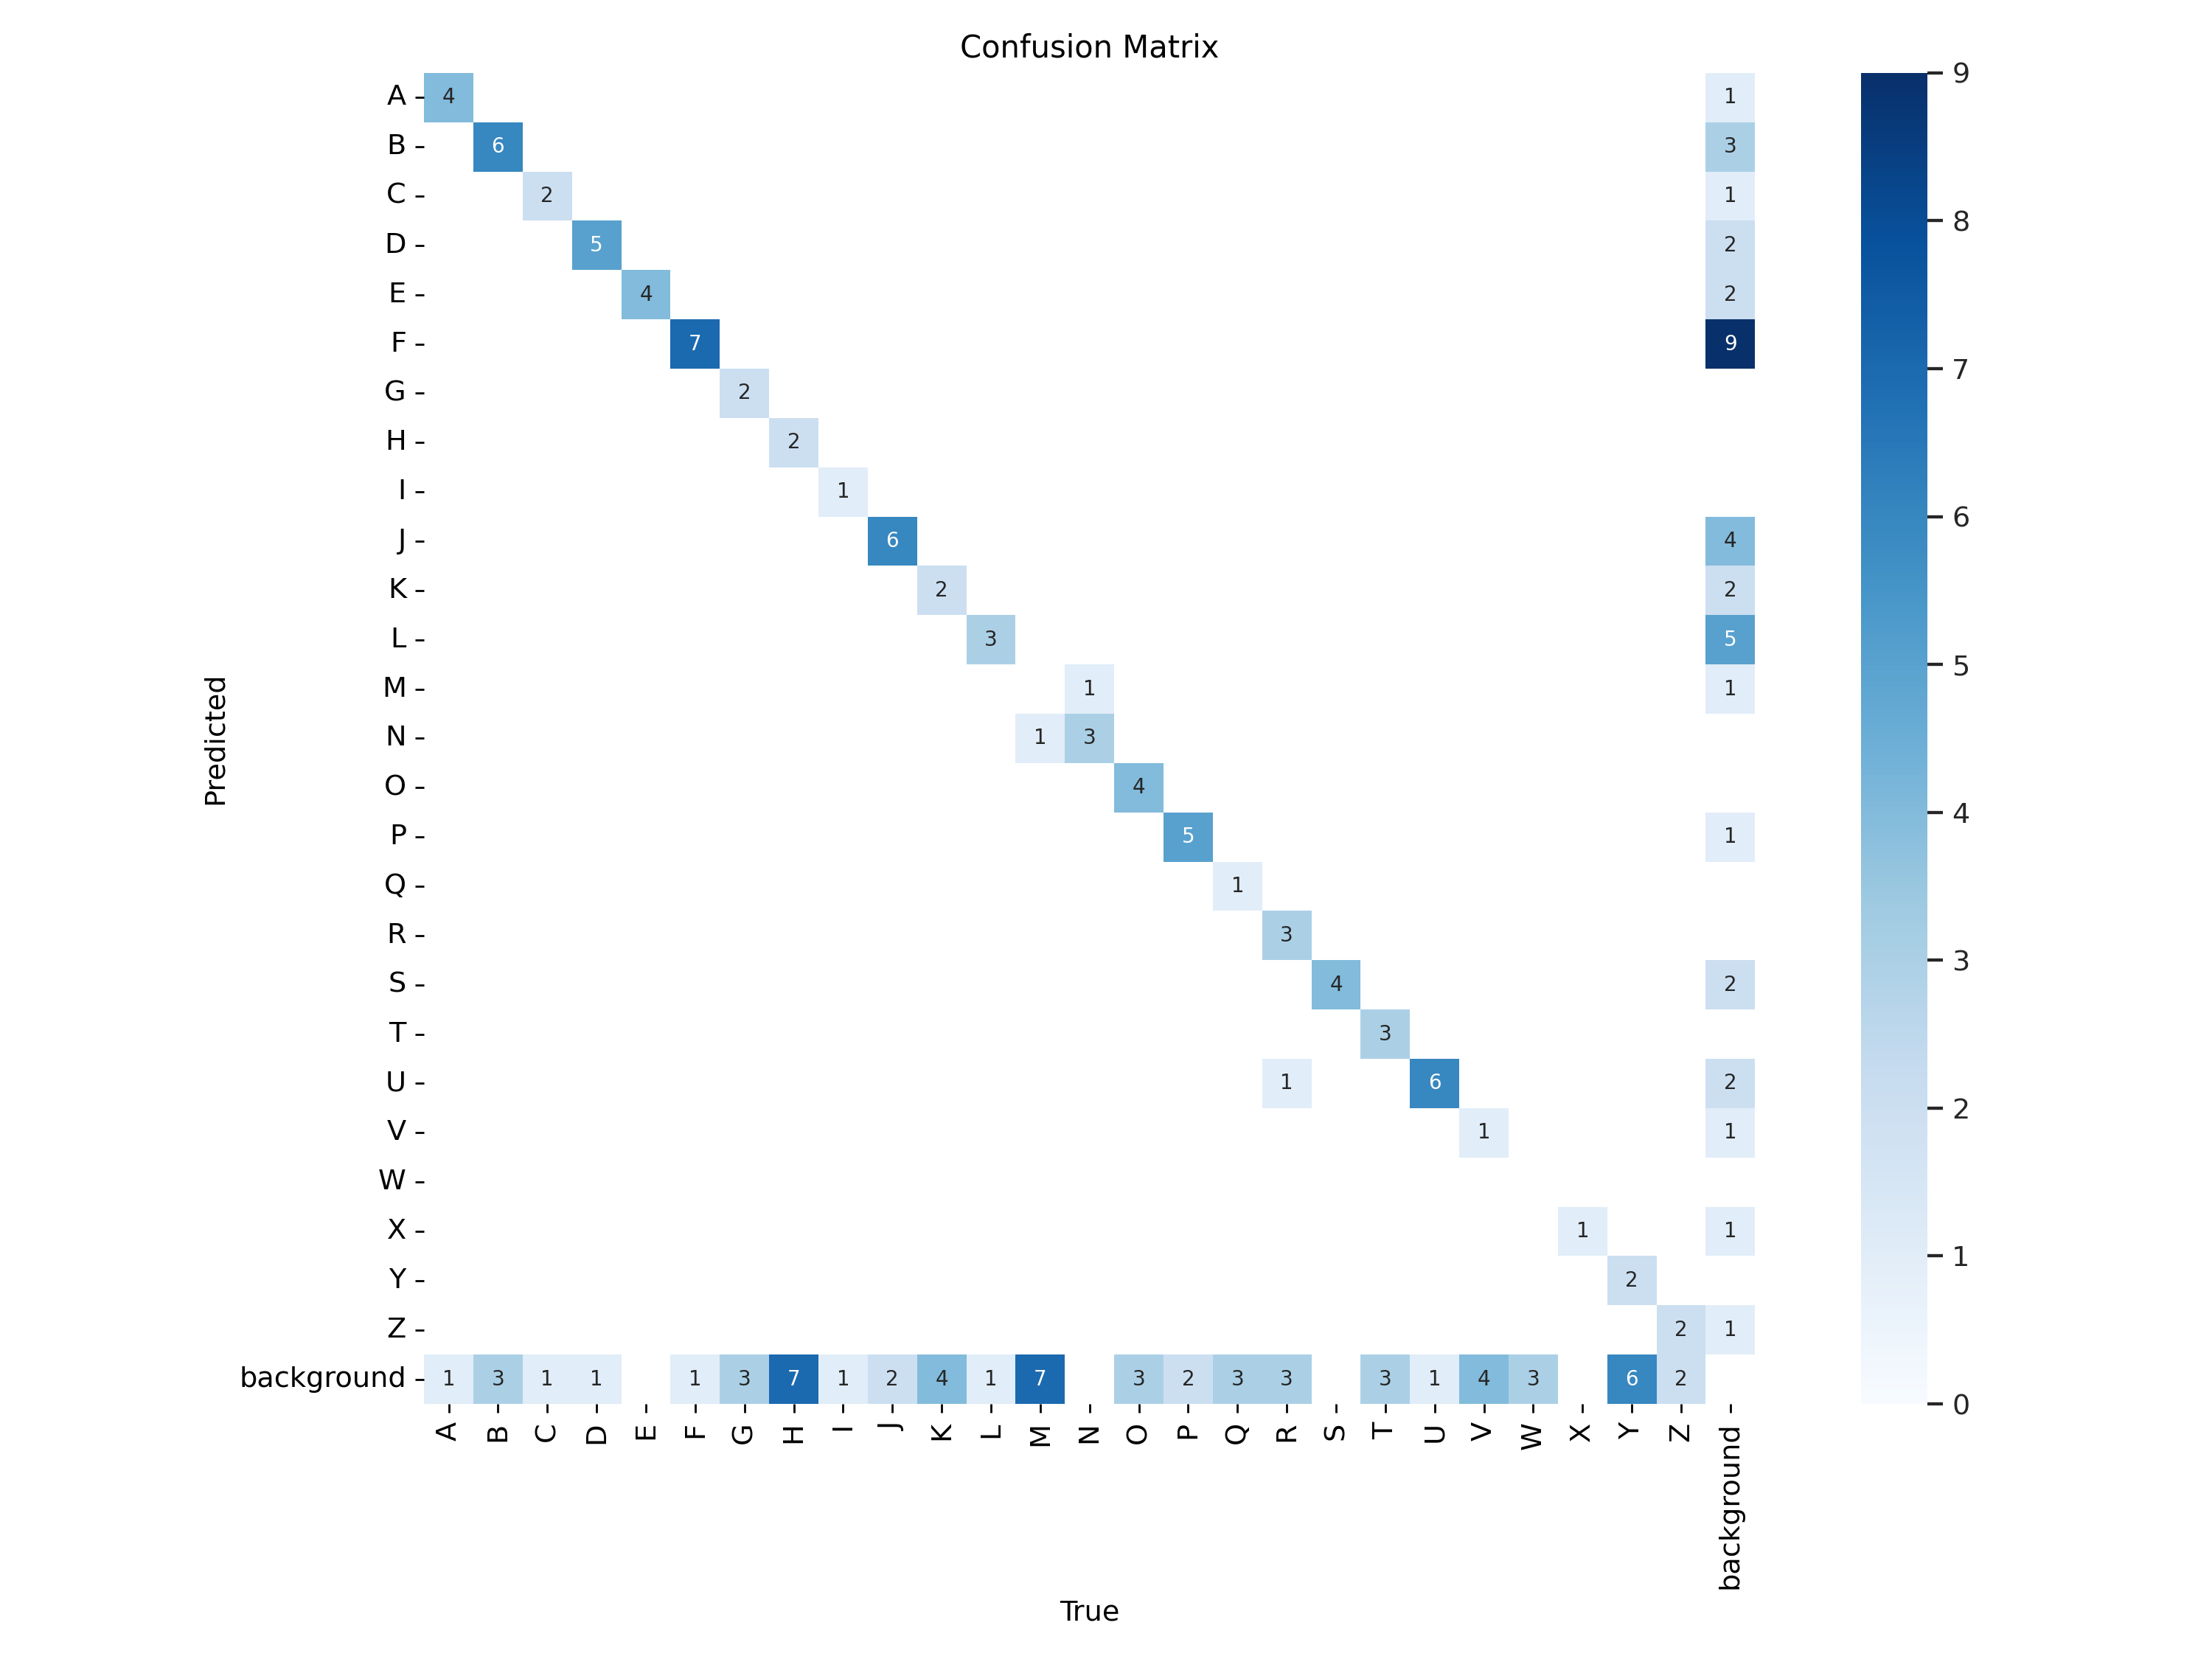 Confusion Matrix
A 4 1 9
B 6 3
C 2 1 8
D 5 2
E 4 2
F 7 9 7
G 2
H 2
I 1 6
J 6 4
K 2 2
L 3 5 5
M 1 1
N 1 3
O 4 4
P 5 1
Q 1
R 3 3
S 4 2
T 3
U 1 6 2 2
V 1 1
W
X 1 1 1
Y 2
Z 2 1
background 1 3 1 1 1 3 7 1 2 4 1 7 3 2 3 3 3 1 4 3 6 2 0
A B C D E F G H I J K L M N O P Q R S T U V W X Y Z background
Predicted
True